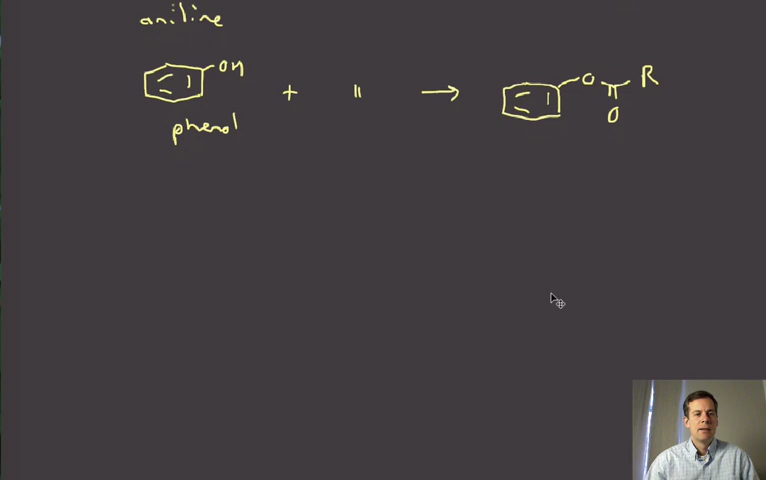 aniline
OH
+ " → O R
O
phenol